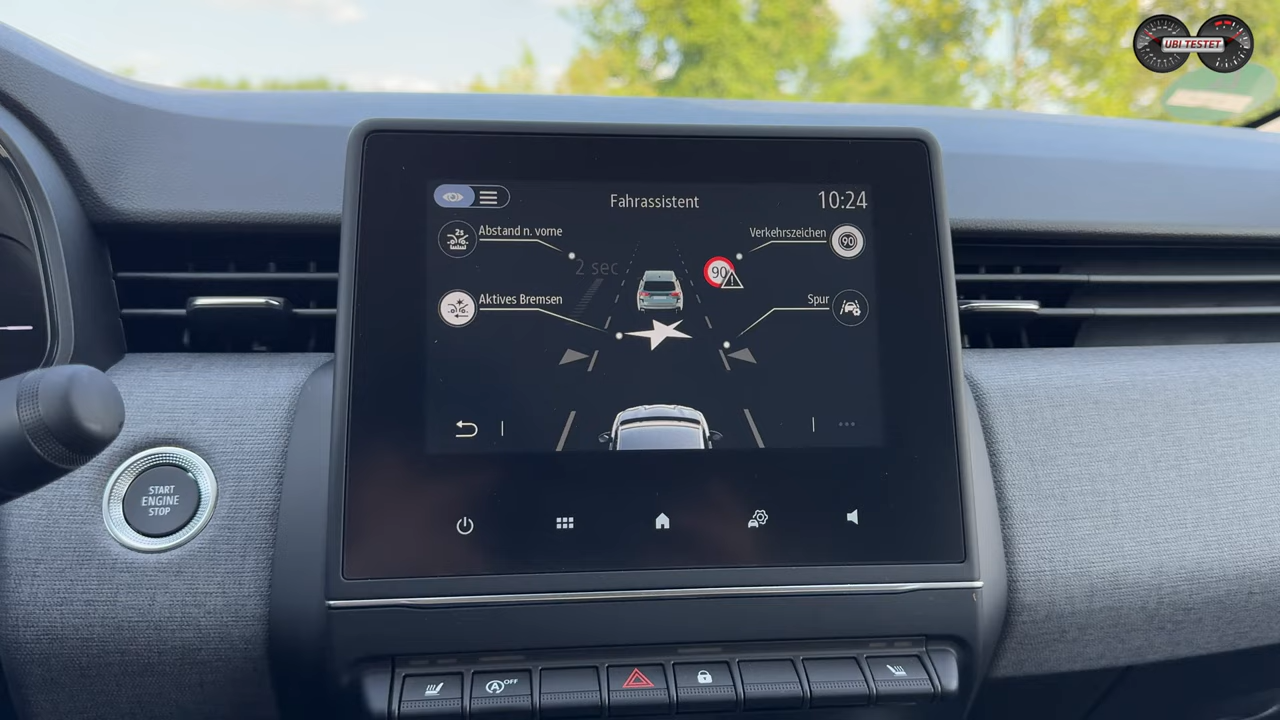 UBI TESTET
Fahrassistent
10:24
2s
Abstand n. vorne
Verkehrszeichen
90
2 sec
90
Aktives Bremsen
Spur
START
ENGINE
STOP
A OFF